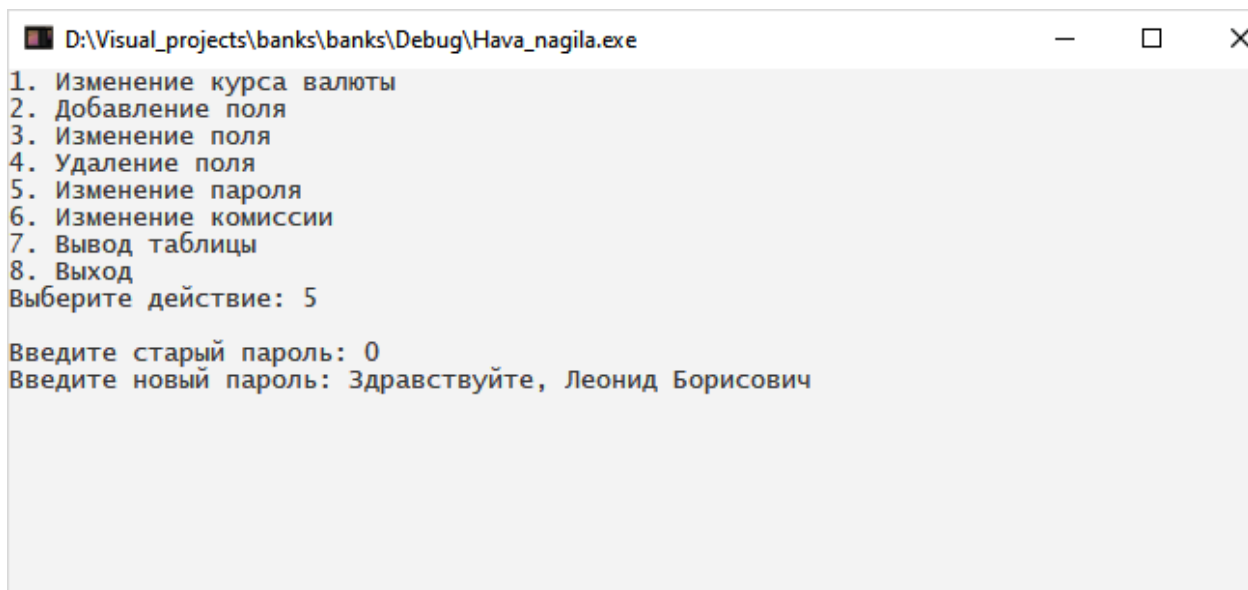 D:\Visual_projects\banks\banks\Debug\Hava_nagila.exe
1. Изменение курса валюты
2. Добавление поля
3. Изменение поля
4. Удаление поля
5. Изменение пароля
6. Изменение комиссии
7. Вывод таблицы
8. Выход
Выберите действие: 5
Введите старый пароль: 0
Введите новый пароль: Здравствуйте, Леонид Борисович